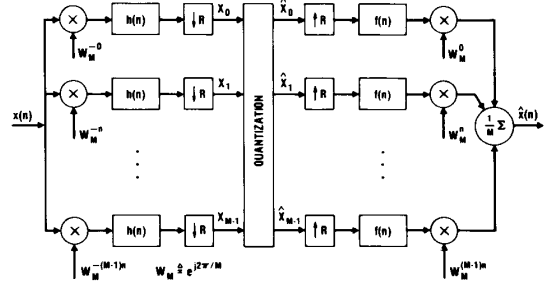 × h(n) ↓R X_0 X̂_0 ↑R f(n) ×
W_M^{-0} W_M^0
× h(n) ↓R X_1 X̂_1 ↑R f(n) ×
W_M^{-n} W_M^n
x(n) QUANTIZATION 1/M Σ x̂(n)
× h(n) ↓R X_{M-1} X̂_{M-1} ↑R f(n) ×
W_M^{-(M-1)n} W_M ≜ e^{j2π/M} W_M^{(M-1)n}